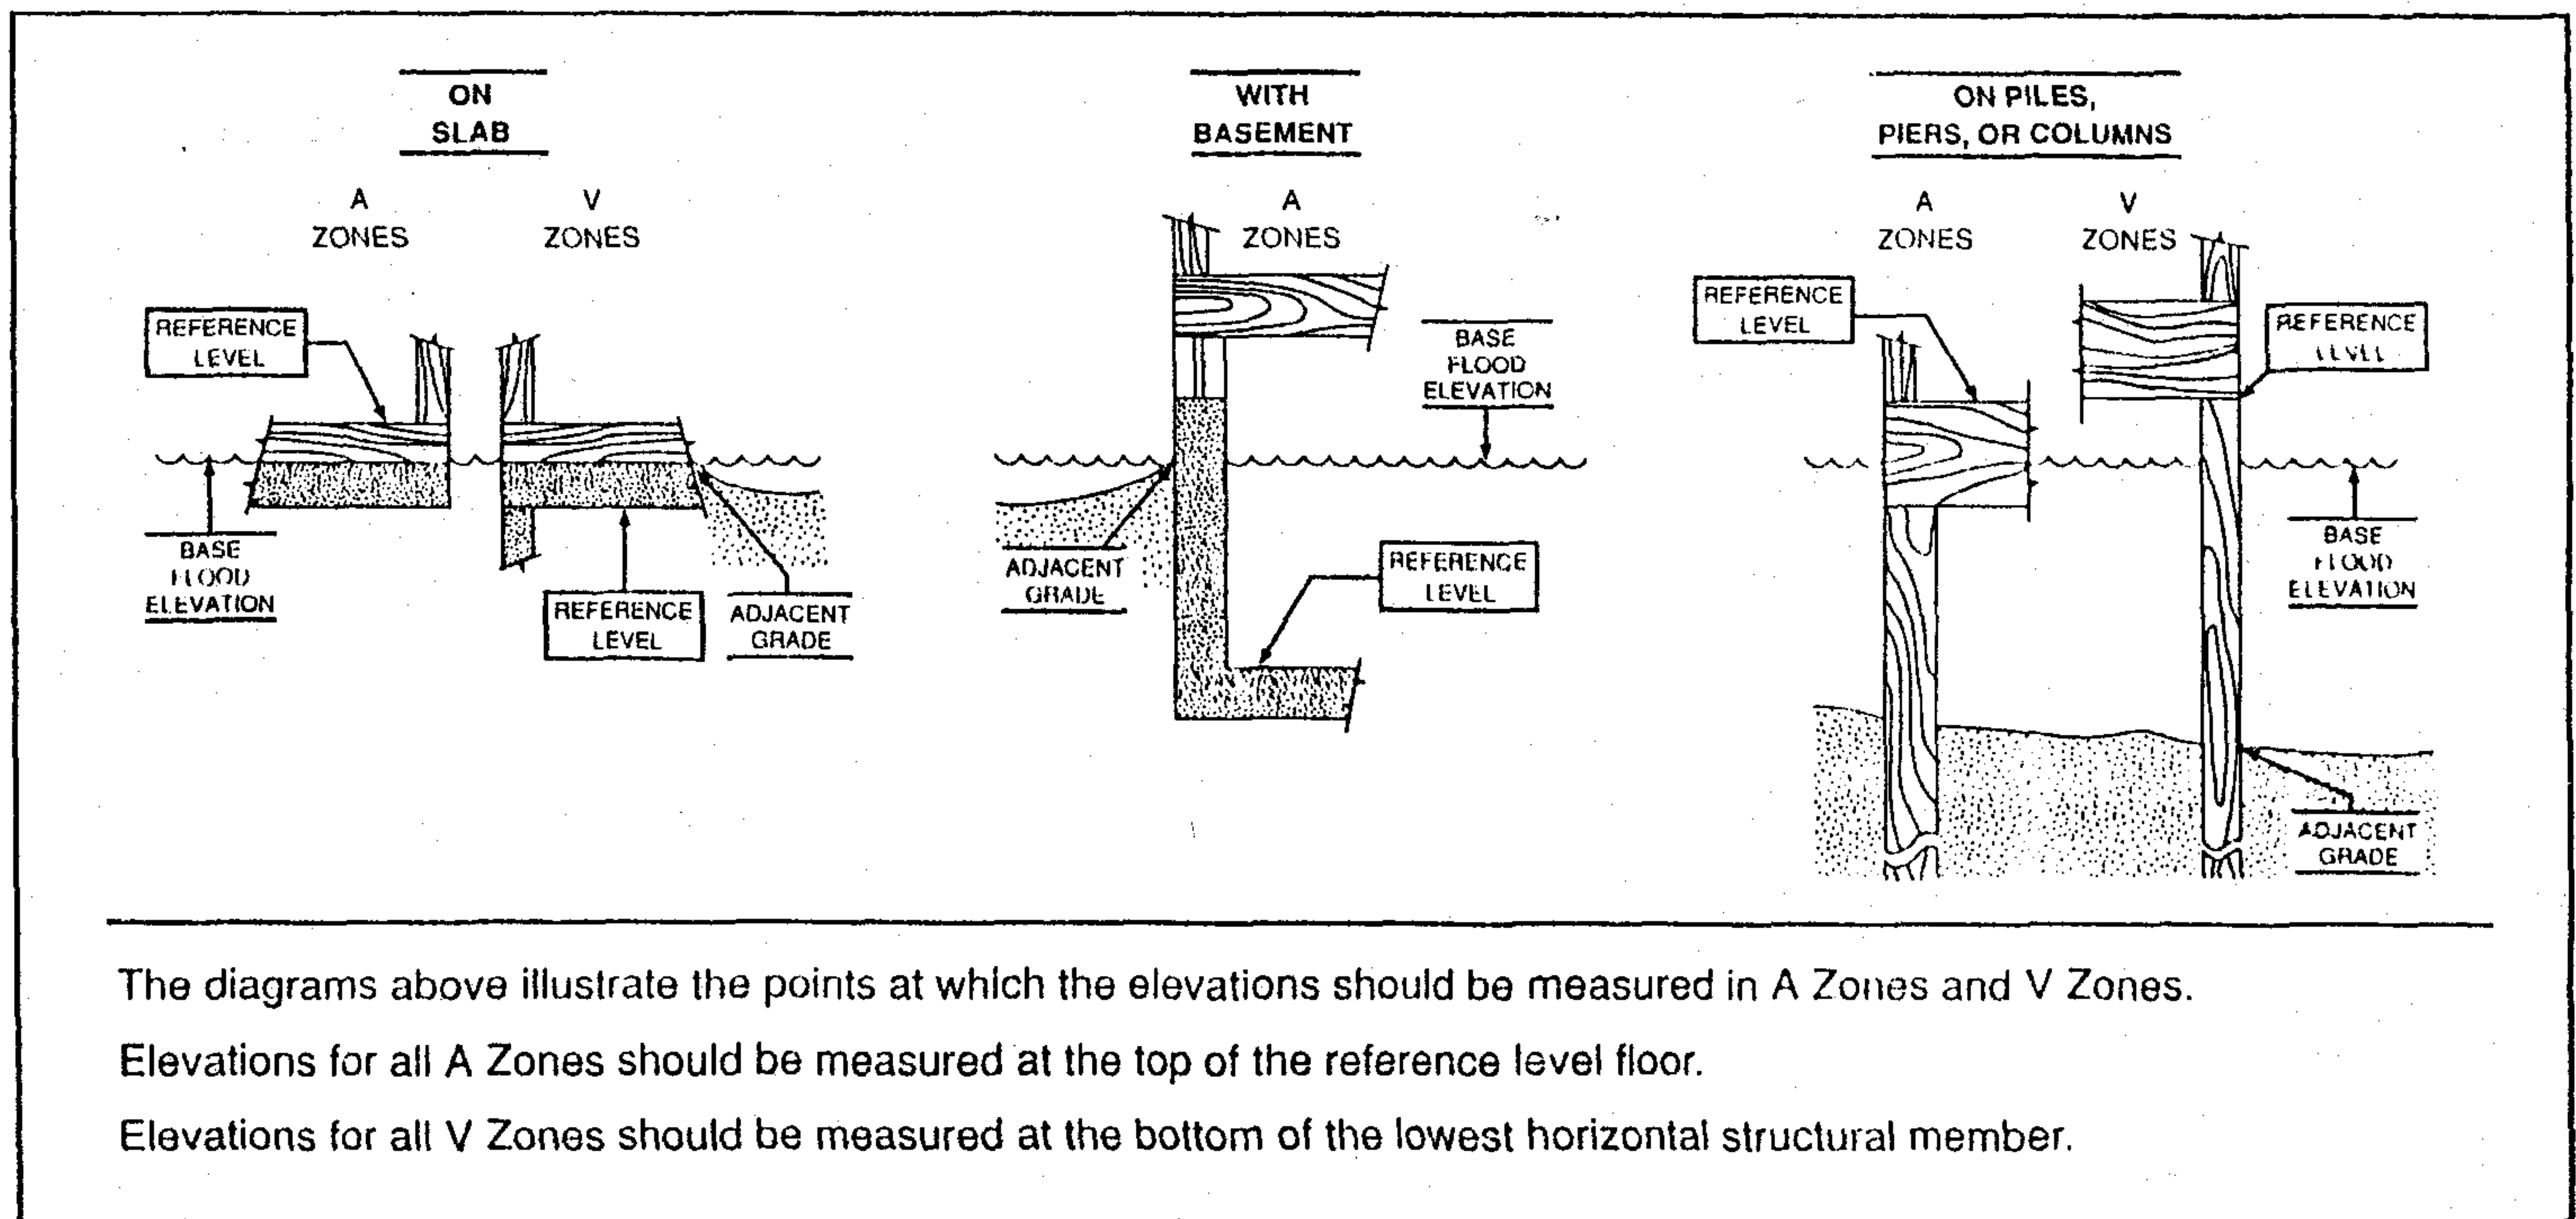 ON
SLAB
A
ZONES
V
ZONES
REFERENCE
LEVEL
BASE
FLOOD
ELEVATION
REFERENCE
LEVEL
ADJACENT
GRADE
WITH
BASEMENT
A
ZONES
BASE
FLOOD
ELEVATION
ADJACENT
GRADE
REFERENCE
LEVEL
ON PILES,
PIERS, OR COLUMNS
A
ZONES
V
ZONES
REFERENCE
LEVEL
REFERENCE
LEVEL
BASE
FLOOD
ELEVATION
ADJACENT
GRADE
The diagrams above illustrate the points at which the elevations should be measured in A Zones and V Zones.
Elevations for all A Zones should be measured at the top of the reference level floor.
Elevations for all V Zones should be measured at the bottom of the lowest horizontal structural member.